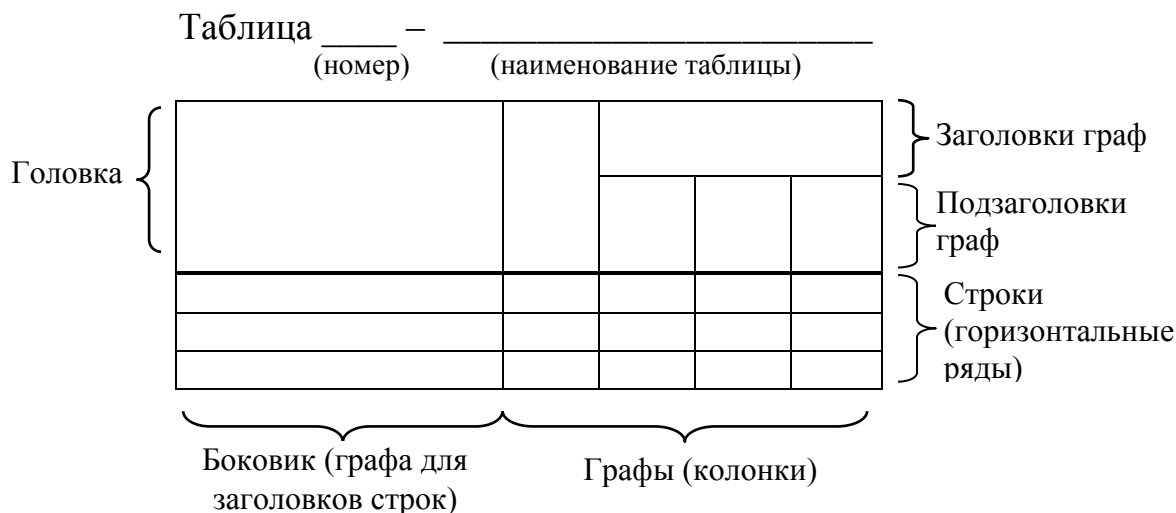 Таблица ____ – _______________________
(номер) (наименование таблицы)
Заголовки граф
Головка
Подзаголовки
граф
Строки
(горизонтальные
ряды)
Боковик (графа для
заголовков строк)
Графы (колонки)